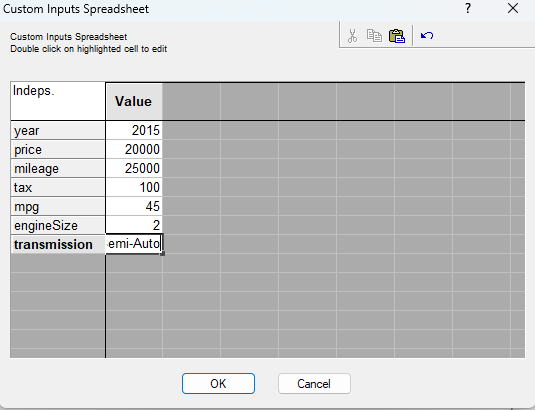 Custom Inputs Spreadsheet ?
Custom Inputs Spreadsheet
Double click on highlighted cell to edit
Indeps. Value
year 2015
price 20000
mileage 25000
tax 100
mpg 45
engineSize 2
transmission emi-Auto
OK Cancel